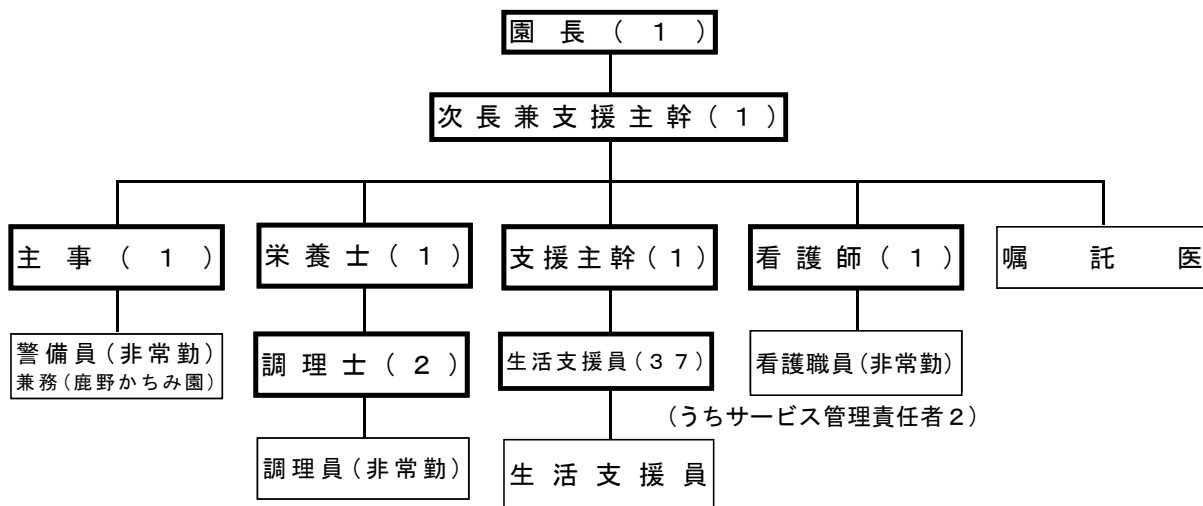 園長(1)
次長兼支援主幹(1)
主事(1)
栄養士(1)
支援主幹(1)
看護師(1)
嘱託医
警備員(非常勤)
兼務(鹿野かちみ園)
調理士(2)
生活支援員(37)
看護職員(非常勤)
(うちサービス管理責任者2)
調理員(非常勤)
生活支援員